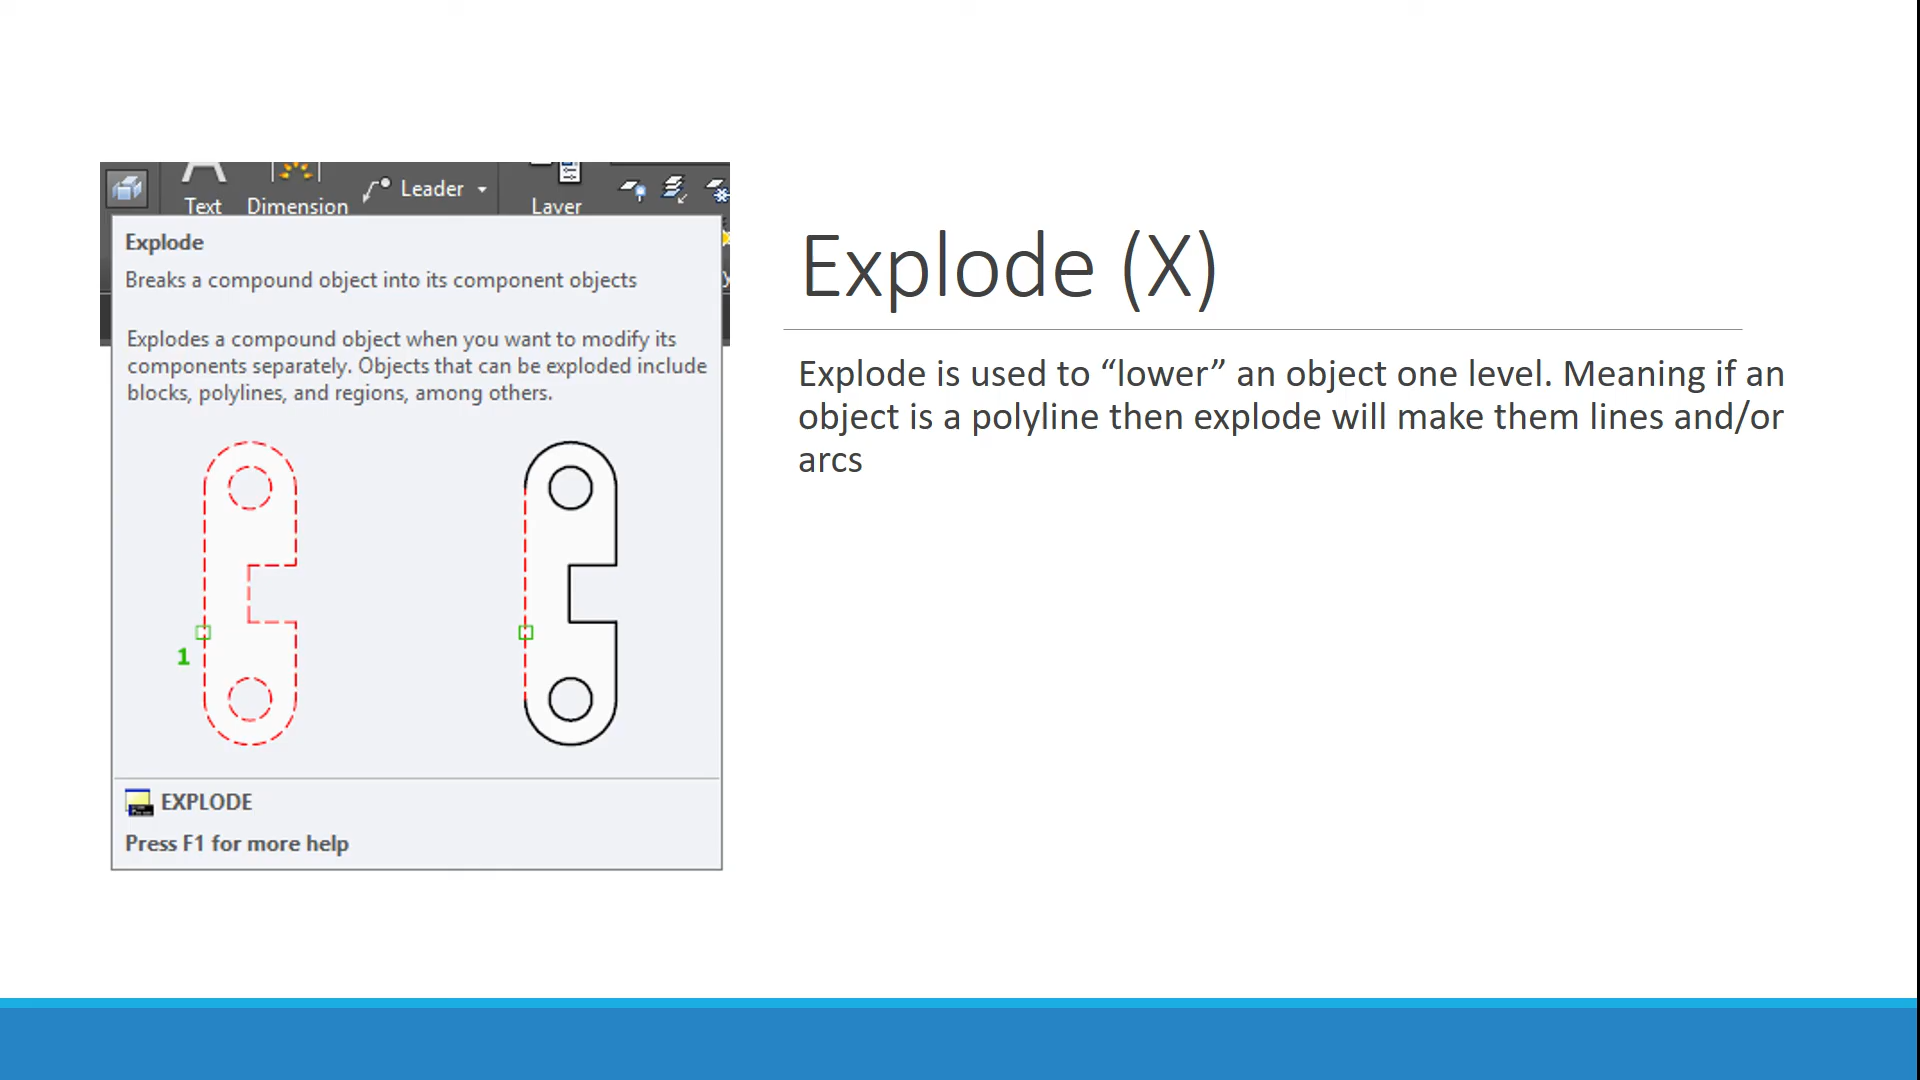 Text
Dimension
Leader
Layer
Explode
Breaks a compound object into its component objects
Explodes a compound object when you want to modify its
components separately. Objects that can be exploded include
blocks, polylines, and regions, among others.
1
EXPLODE
Press F1 for more help
Explode (X)
Explode is used to “lower” an object one level. Meaning if an
object is a polyline then explode will make them lines and/or
arcs